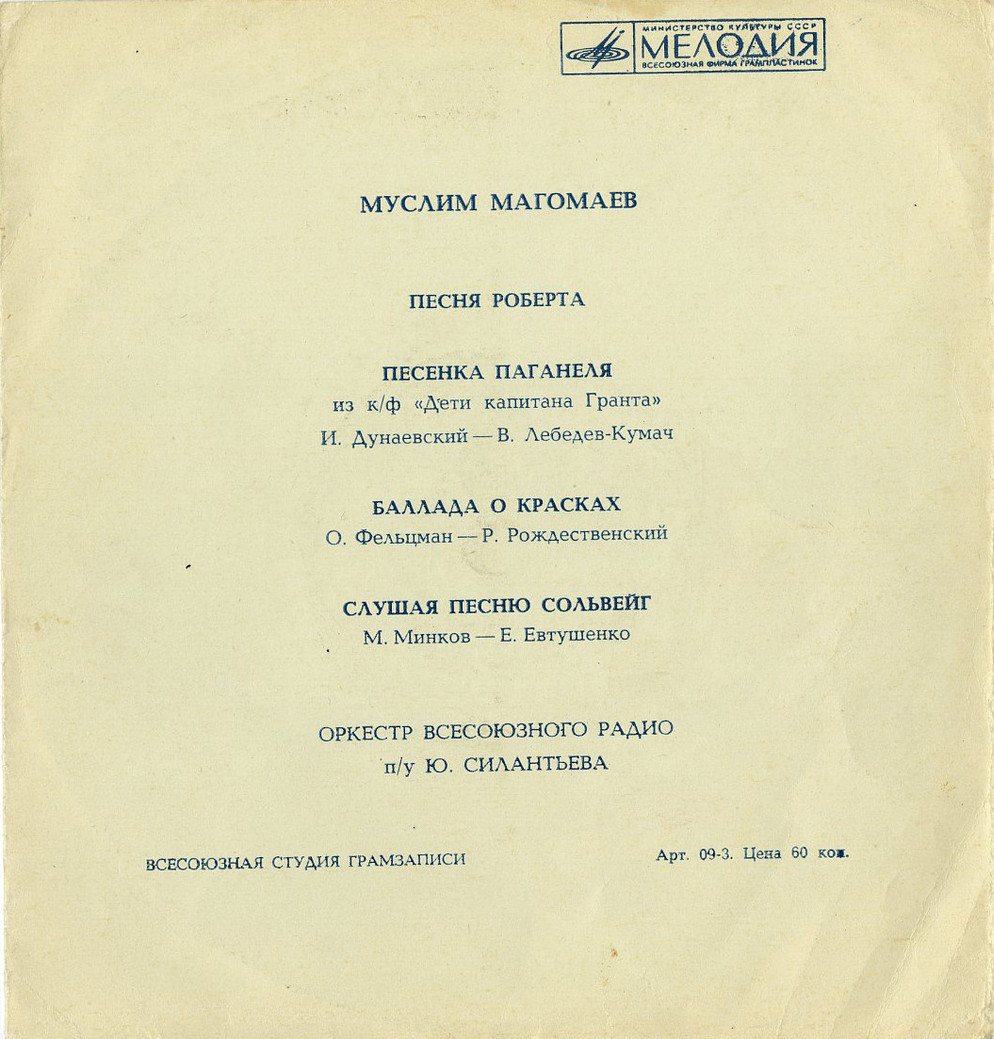 МИНИСТЕРСТВО КУЛЬТУРЫ СССР
МЕЛОДИЯ
ВСЕСОЮЗНАЯ ФИРМА ГРАМПЛАСТИНОК
МУСЛИМ МАГОМАЕВ
ПЕСНЯ РОБЕРТА
ПЕСЕНКА ПАГАНЕЛЯ
из к/ф «Дети капитана Гранта»
И. Дунаевский — В. Лебедев-Кумач
БАЛЛАДА О КРАСКАХ
О. Фельцман — Р. Рождественский
СЛУШАЯ ПЕСНЮ СОЛЬВЕЙГ
М. Минков — Е. Евтушенко
ОРКЕСТР ВСЕСОЮЗНОГО РАДИО
п/у Ю. СИЛАНТЬЕВА
ВСЕСОЮЗНАЯ СТУДИЯ ГРАМЗАПИСИ
Арт. 09-3. Цена 60 коп.